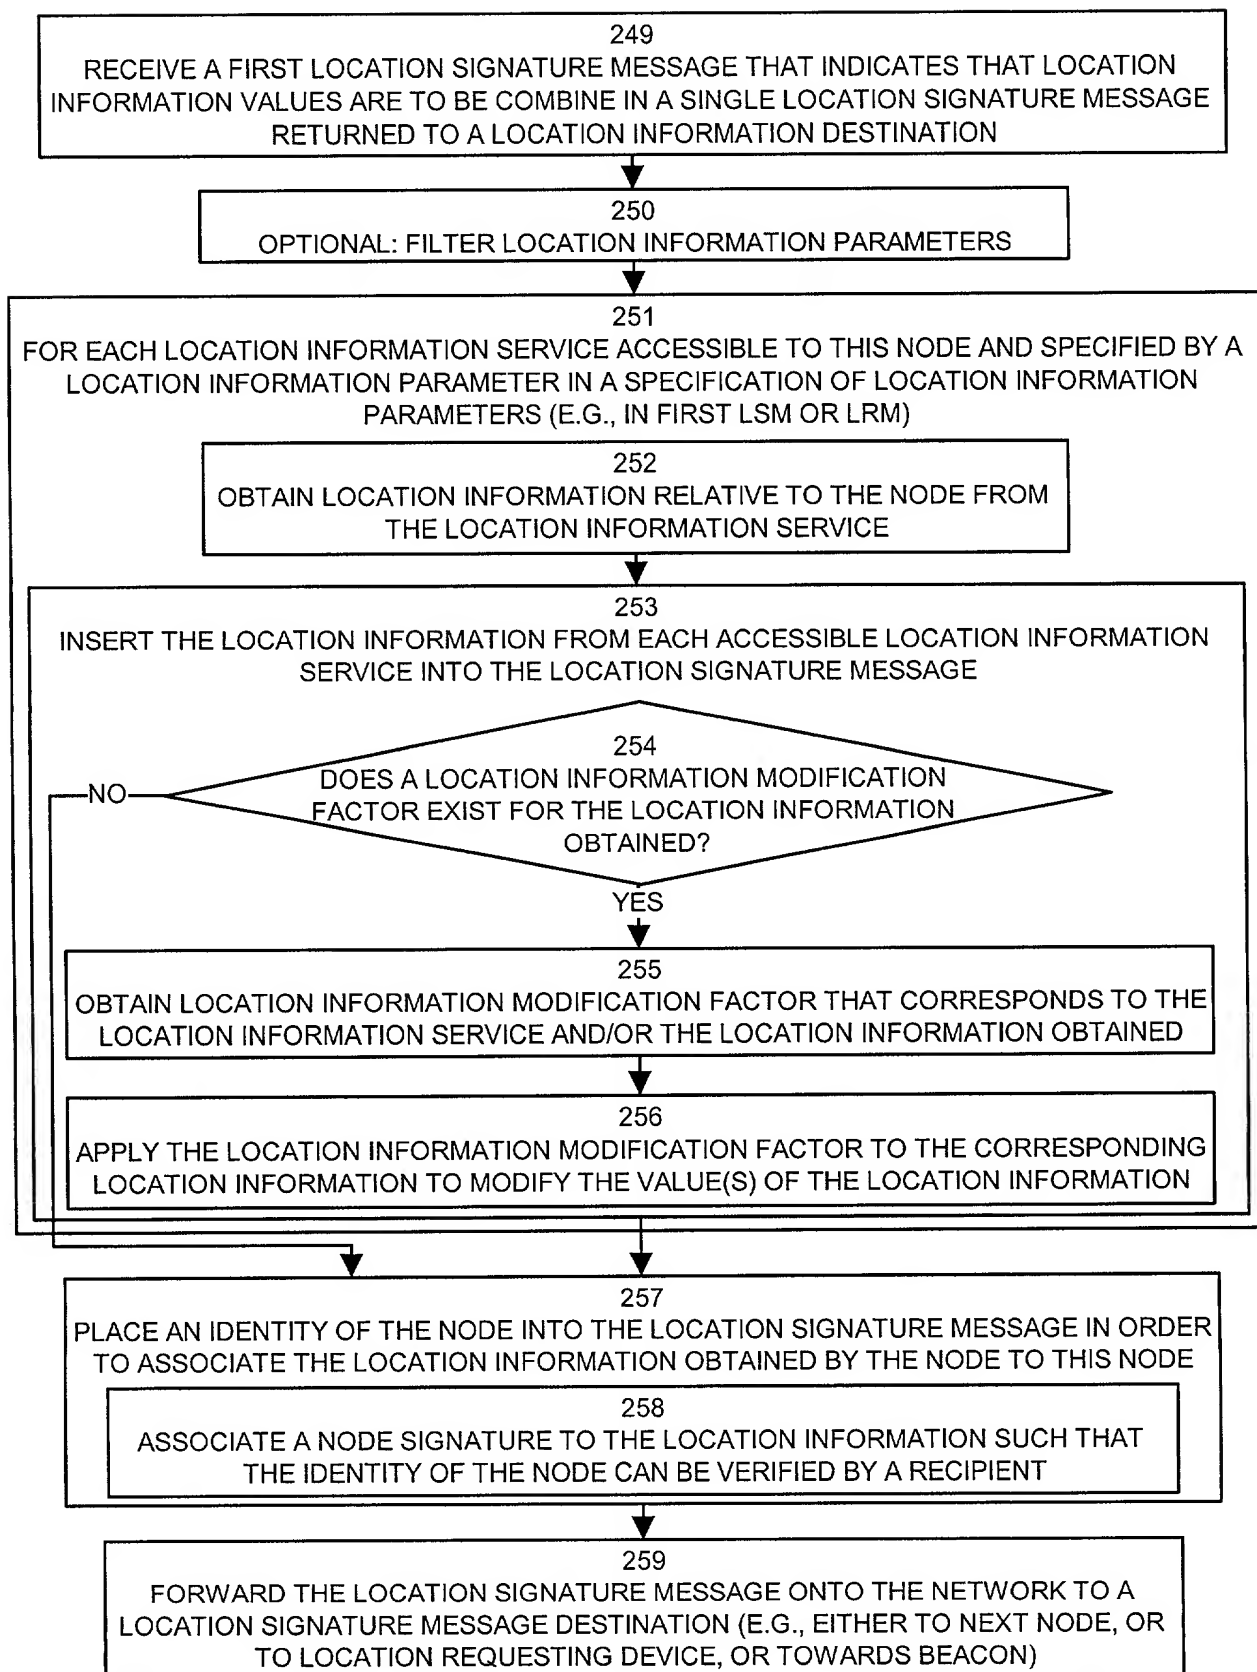 249
RECEIVE A FIRST LOCATION SIGNATURE MESSAGE THAT INDICATES THAT LOCATION
INFORMATION VALUES ARE TO BE COMBINE IN A SINGLE LOCATION SIGNATURE MESSAGE
RETURNED TO A LOCATION INFORMATION DESTINATION
250
OPTIONAL: FILTER LOCATION INFORMATION PARAMETERS
251
FOR EACH LOCATION INFORMATION SERVICE ACCESSIBLE TO THIS NODE AND SPECIFIED BY A
LOCATION INFORMATION PARAMETER IN A SPECIFICATION OF LOCATION INFORMATION
PARAMETERS (E.G., IN FIRST LSM OR LRM)
252
OBTAIN LOCATION INFORMATION RELATIVE TO THE NODE FROM
THE LOCATION INFORMATION SERVICE
253
INSERT THE LOCATION INFORMATION FROM EACH ACCESSIBLE LOCATION INFORMATION
SERVICE INTO THE LOCATION SIGNATURE MESSAGE
254
DOES A LOCATION INFORMATION MODIFICATION
FACTOR EXIST FOR THE LOCATION INFORMATION
OBTAINED?
NO
YES
255
OBTAIN LOCATION INFORMATION MODIFICATION FACTOR THAT CORRESPONDS TO THE
LOCATION INFORMATION SERVICE AND/OR THE LOCATION INFORMATION OBTAINED
256
APPLY THE LOCATION INFORMATION MODIFICATION FACTOR TO THE CORRESPONDING
LOCATION INFORMATION TO MODIFY THE VALUE(S) OF THE LOCATION INFORMATION
257
PLACE AN IDENTITY OF THE NODE INTO THE LOCATION SIGNATURE MESSAGE IN ORDER
TO ASSOCIATE THE LOCATION INFORMATION OBTAINED BY THE NODE TO THIS NODE
258
ASSOCIATE A NODE SIGNATURE TO THE LOCATION INFORMATION SUCH THAT
THE IDENTITY OF THE NODE CAN BE VERIFIED BY A RECIPIENT
259
FORWARD THE LOCATION SIGNATURE MESSAGE ONTO THE NETWORK TO A
LOCATION SIGNATURE MESSAGE DESTINATION (E.G., EITHER TO NEXT NODE, OR
TO LOCATION REQUESTING DEVICE, OR TOWARDS BEACON)